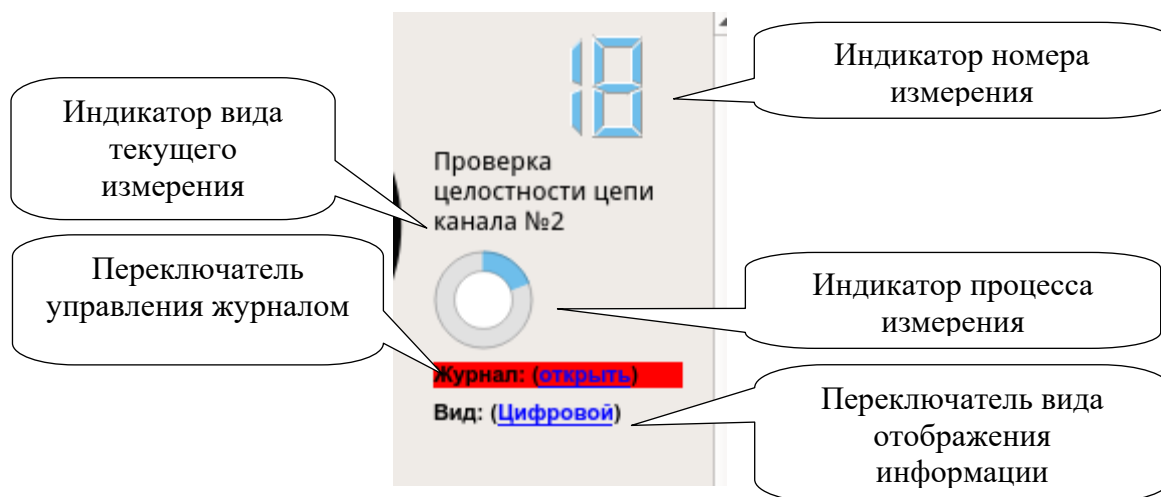 18
Индикатор номера
измерения
Индикатор вида
текущего
измерения
Проверка
целостности цепи
канала №2
Переключатель
управления журналом
Индикатор процесса
измерения
Журнал: (открыть)
Вид: (Цифровой)
Переключатель вида
отображения
информации